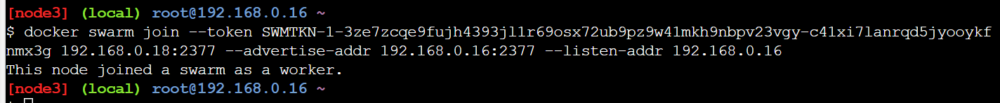 [node3] (local) root@192.168.0.16 ~
$ docker swarm join --token SWMTKN-1-3ze7zcqe9fujh4393jl1r69osx72ub9pz9w41mkh9nbpv23vgy-c41xi7lanrqd5jyooykf
nmx3g 192.168.0.18:2377 --advertise-addr 192.168.0.16:2377 --listen-addr 192.168.0.16
This node joined a swarm as a worker.
[node3] (local) root@192.168.0.16 ~